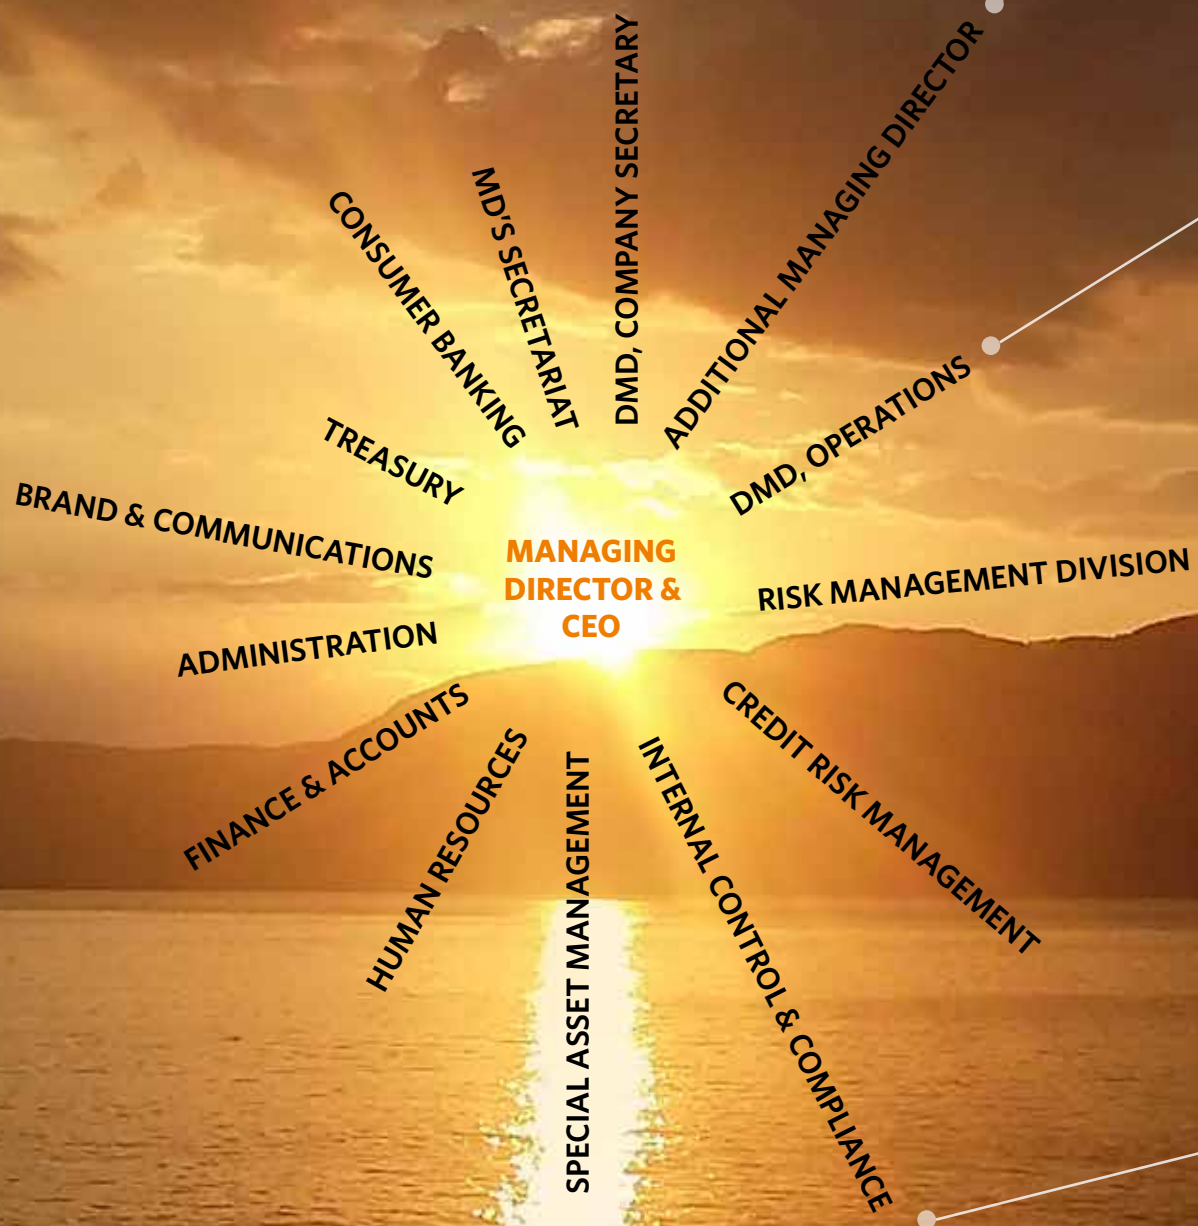 DMD, COMPANY SECRETARY
ADDITIONAL MANAGING DIRECTOR
DMD, OPERATIONS
RISK MANAGEMENT DIVISION
CREDIT RISK MANAGEMENT
INTERNAL CONTROL & COMPLIANCE
SPECIAL ASSET MANAGEMENT
HUMAN RESOURCES
FINANCE & ACCOUNTS
ADMINISTRATION
BRAND & COMMUNICATIONS
TREASURY
CONSUMER BANKING
MD'S SECRETARIAT
MANAGING
DIRECTOR &
CEO